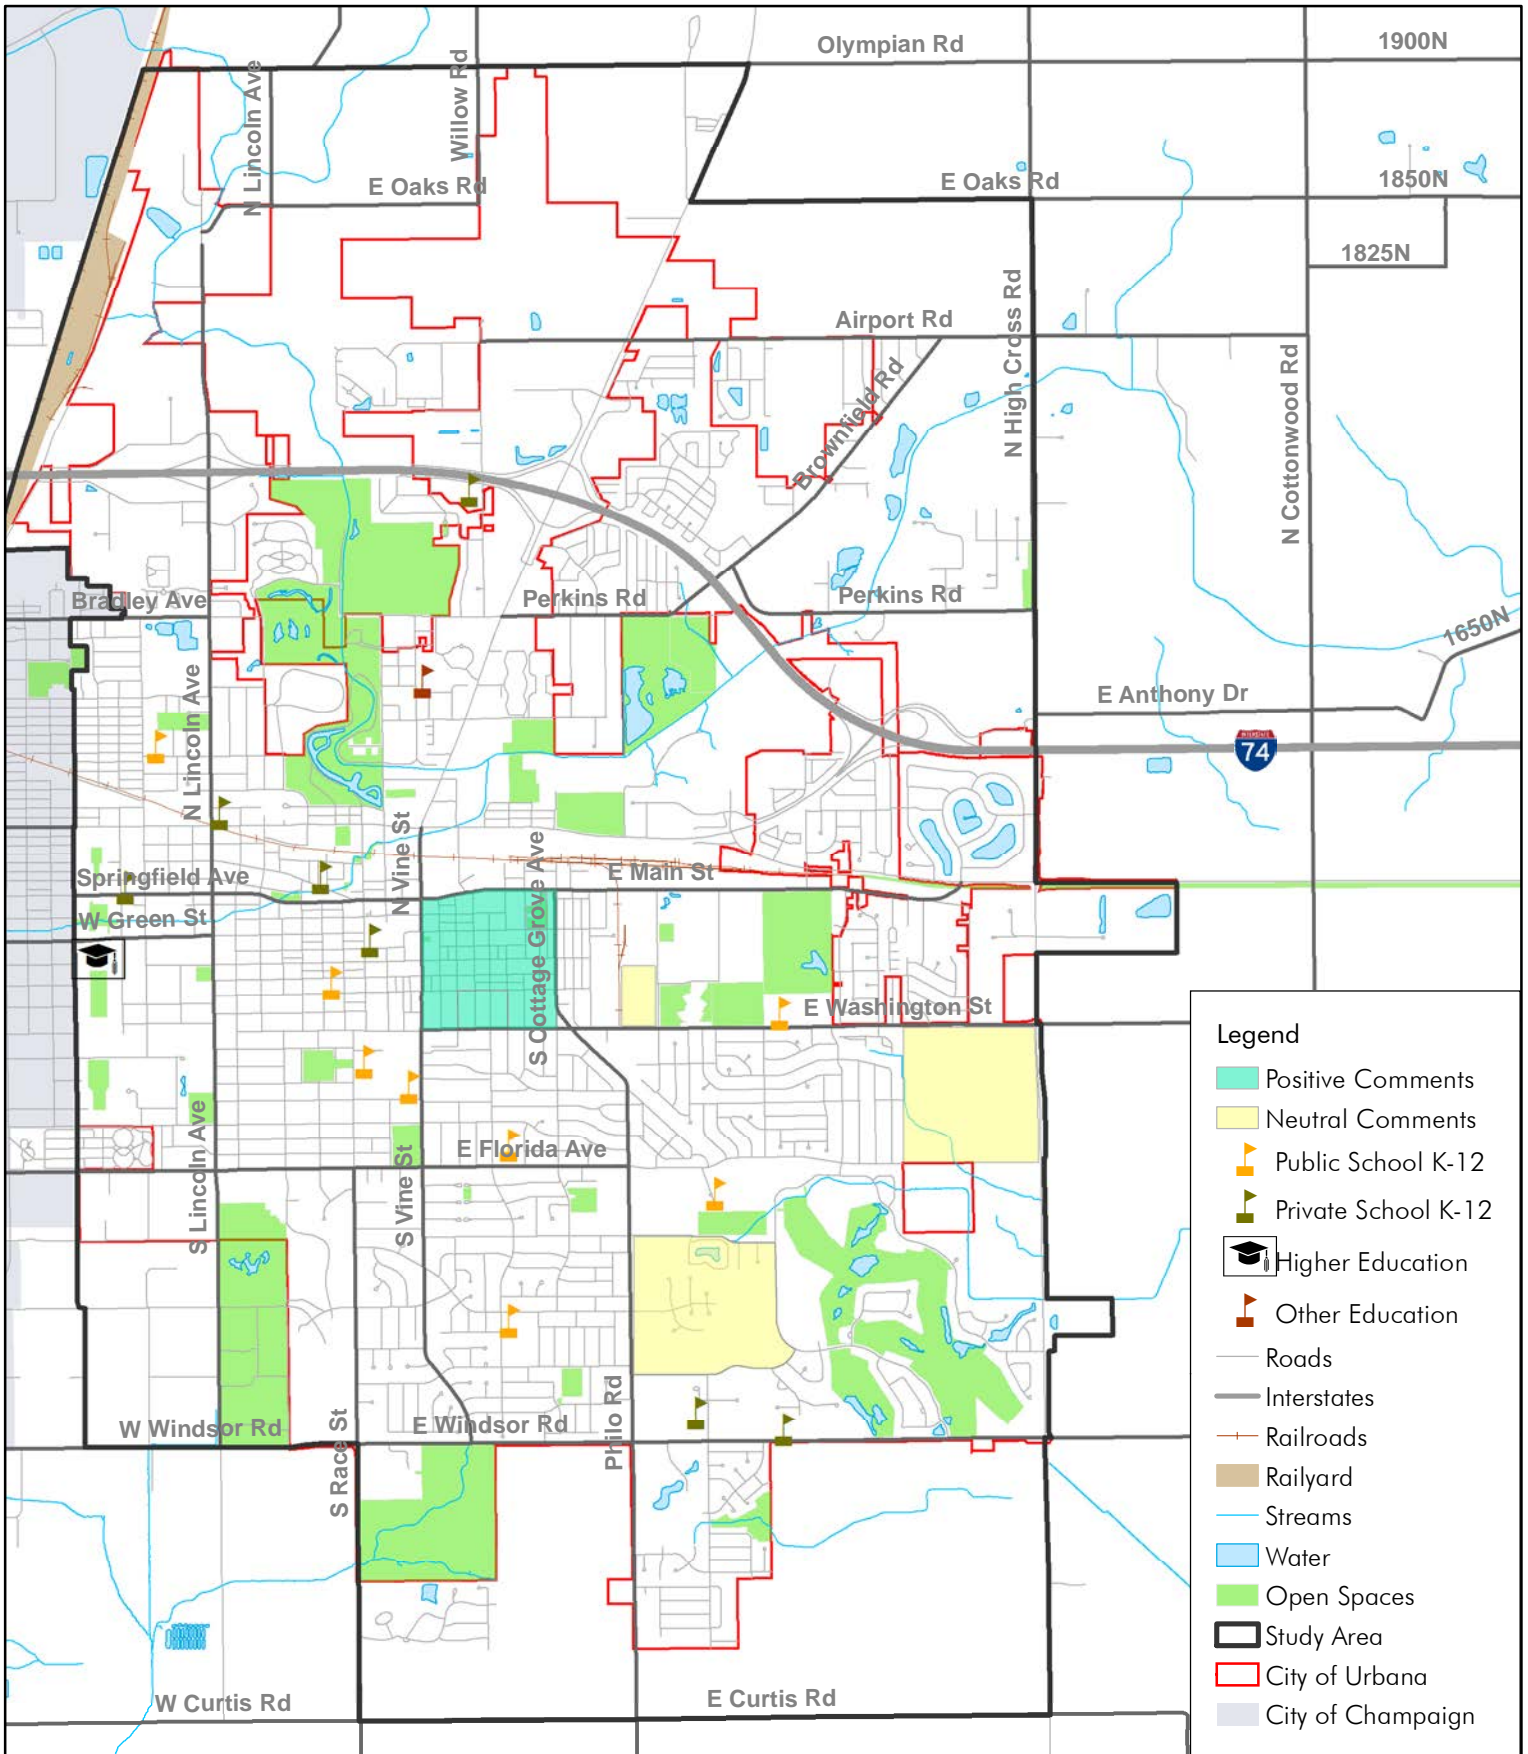 Olympian Rd
1900N
N Lincoln Ave
Willow Rd
E Oaks Rd
E Oaks Rd
1850N
1825N
N High Cross Rd
Airport Rd
Brownfield Rd
N Cottonwood Rd
Bradley Ave
Perkins Rd
Perkins Rd
1650N
N Lincoln Ave
E Anthony Dr
INTERSTATE
74
N Vine St
S Cottage Grove Ave
E Main St
Springfield Ave
W Green St
E Washington St
S Lincoln Ave
E Florida Ave
S Vine St
W Windsor Rd
S Race St
E Windsor Rd
Philo Rd
W Curtis Rd
E Curtis Rd
Legend
Positive Comments
Neutral Comments
Public School K-12
Private School K-12
Higher Education
Other Education
Roads
Interstates
Railroads
Railyard
Streams
Water
Open Spaces
Study Area
City of Urbana
City of Champaign